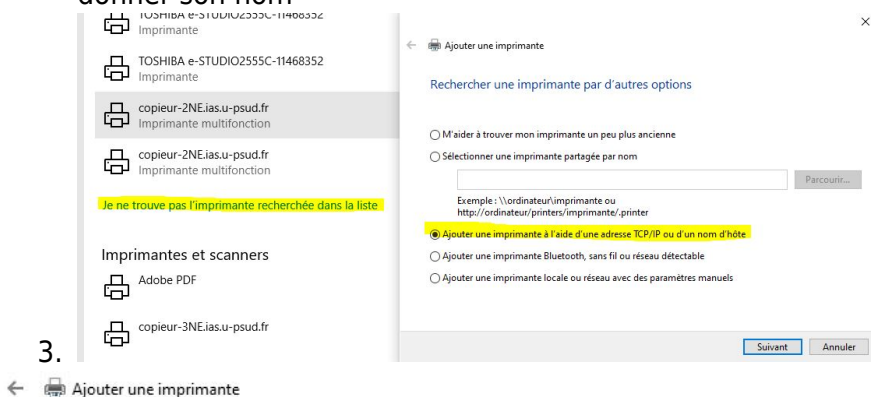 donner son nom
TOSHIBA e-STUDIO2555C-11468352
Imprimante
TOSHIBA e-STUDIO2555C-11468352
Imprimante
copieur-2NE.ias.u-psud.fr
Imprimante multifonction
copieur-2NE.ias.u-psud.fr
Imprimante multifonction
Je ne trouve pas l'imprimante recherchée dans la liste
Imprimantes et scanners
Adobe PDF
copieur-3NE.ias.u-psud.fr
Ajouter une imprimante
Rechercher une imprimante par d'autres options
M'aider à trouver mon imprimante un peu plus ancienne
Sélectionner une imprimante partagée par nom
Parcourir...
Exemple : \\ordinateur\imprimante ou
http://ordinateur/printers/imprimante/.printer
Ajouter une imprimante à l'aide d'une adresse TCP/IP ou d'un nom d'hôte
Ajouter une imprimante Bluetooth, sans fil ou réseau détectable
Ajouter une imprimante locale ou réseau avec des paramètres manuels
Suivant Annuler
3.
Ajouter une imprimante